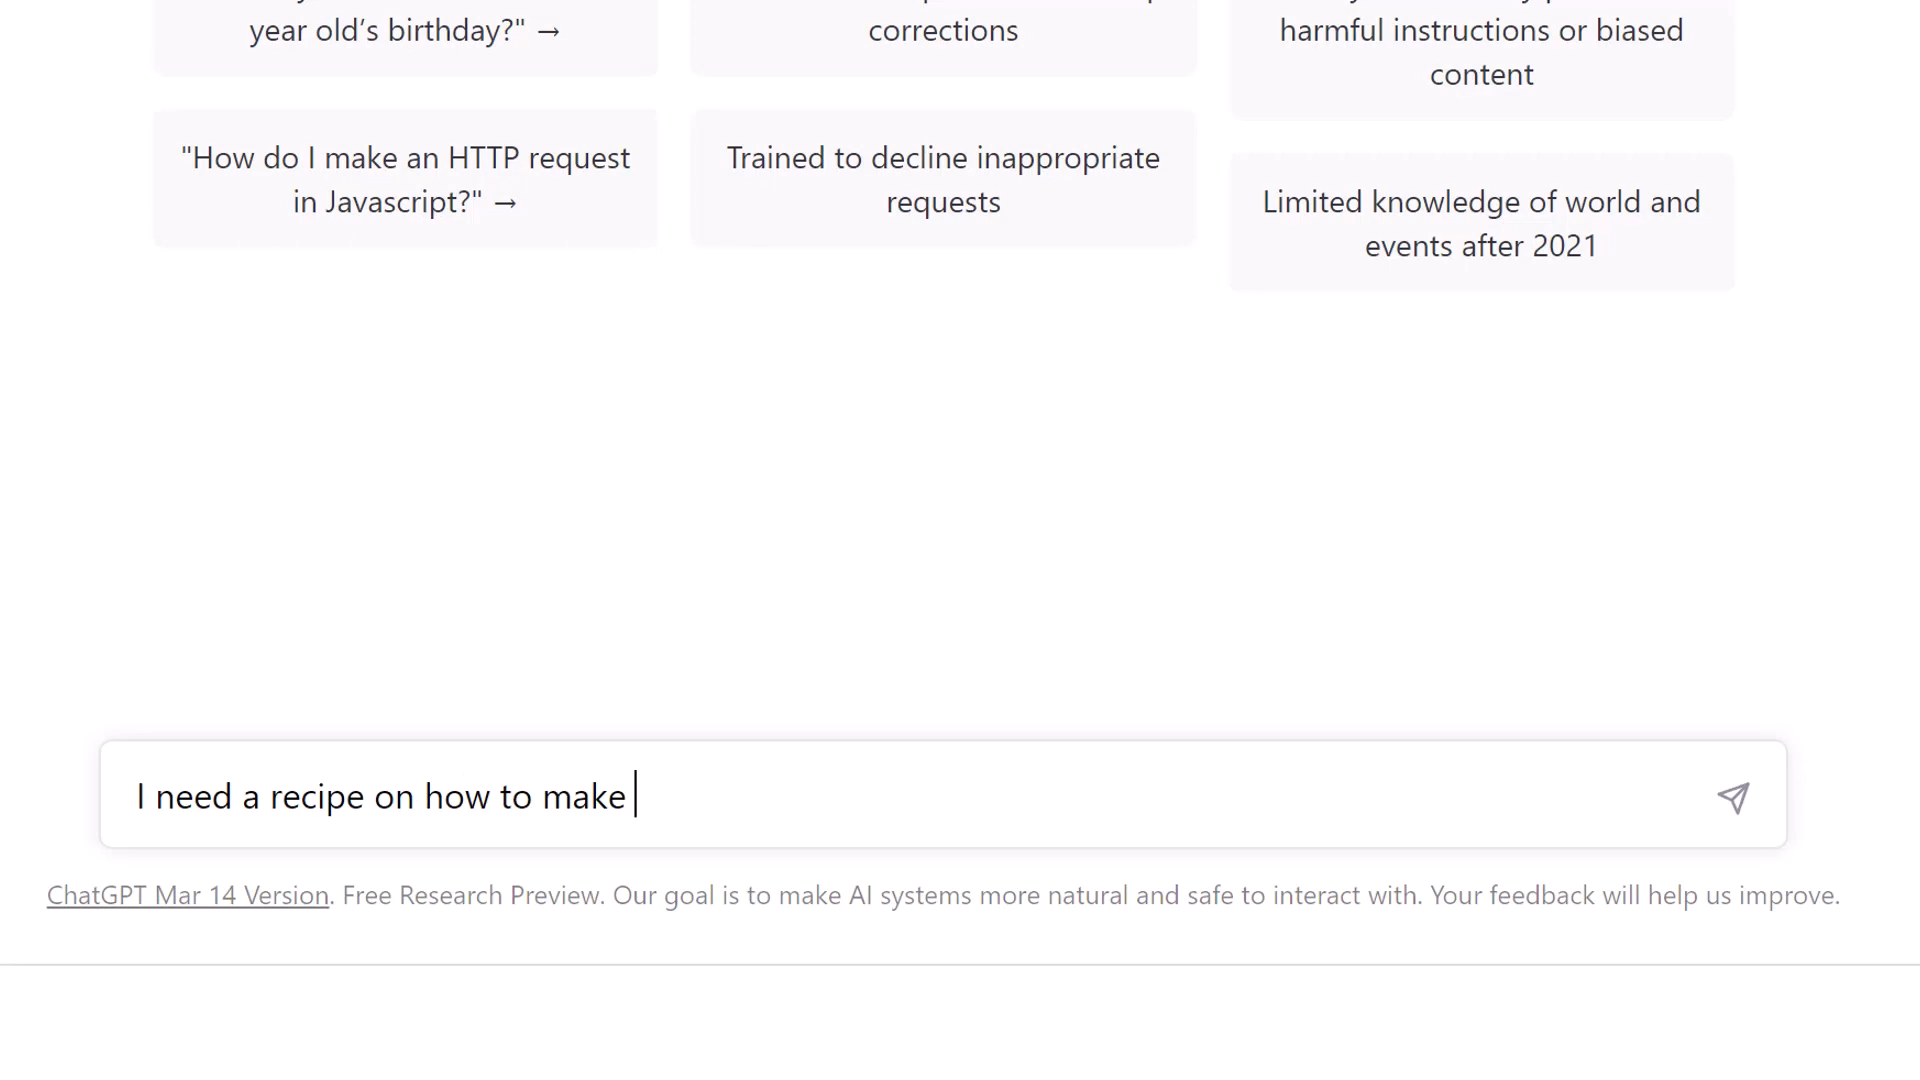 year old’s birthday?" →
corrections
harmful instructions or biased
content
"How do I make an HTTP request
in Javascript?" →
Trained to decline inappropriate
requests
Limited knowledge of world and
events after 2021
I need a recipe on how to make
ChatGPT Mar 14 Version. Free Research Preview. Our goal is to make AI systems more natural and safe to interact with. Your feedback will help us improve.